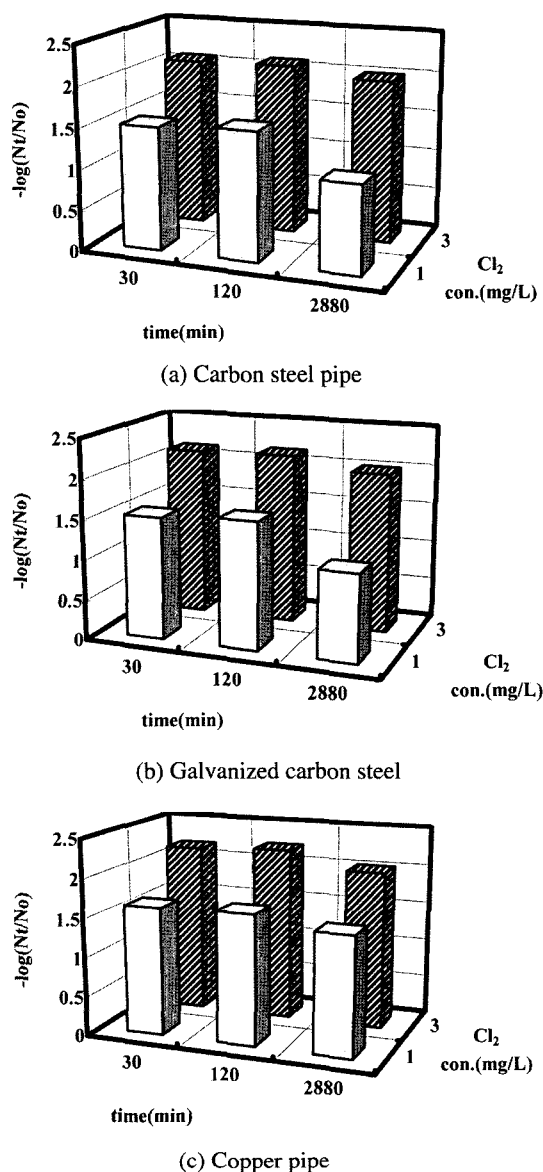 2.5
2
1.5
1
0.5
0
-log(Nt/No)
30
120
2880
1
3
Cl₂
con.(mg/L)
time(min)
(a) Carbon steel pipe
2.5
2
1.5
1
0.5
0
-log(Nt/No)
30
120
2880
1
3
Cl₂
con.(mg/L)
time(min)
(b) Galvanized carbon steel
2.5
2
1.5
1
0.5
0
-log(Nt/No)
30
120
2880
1
3
Cl₂
con.(mg/L)
time(min)
(c) Copper pipe